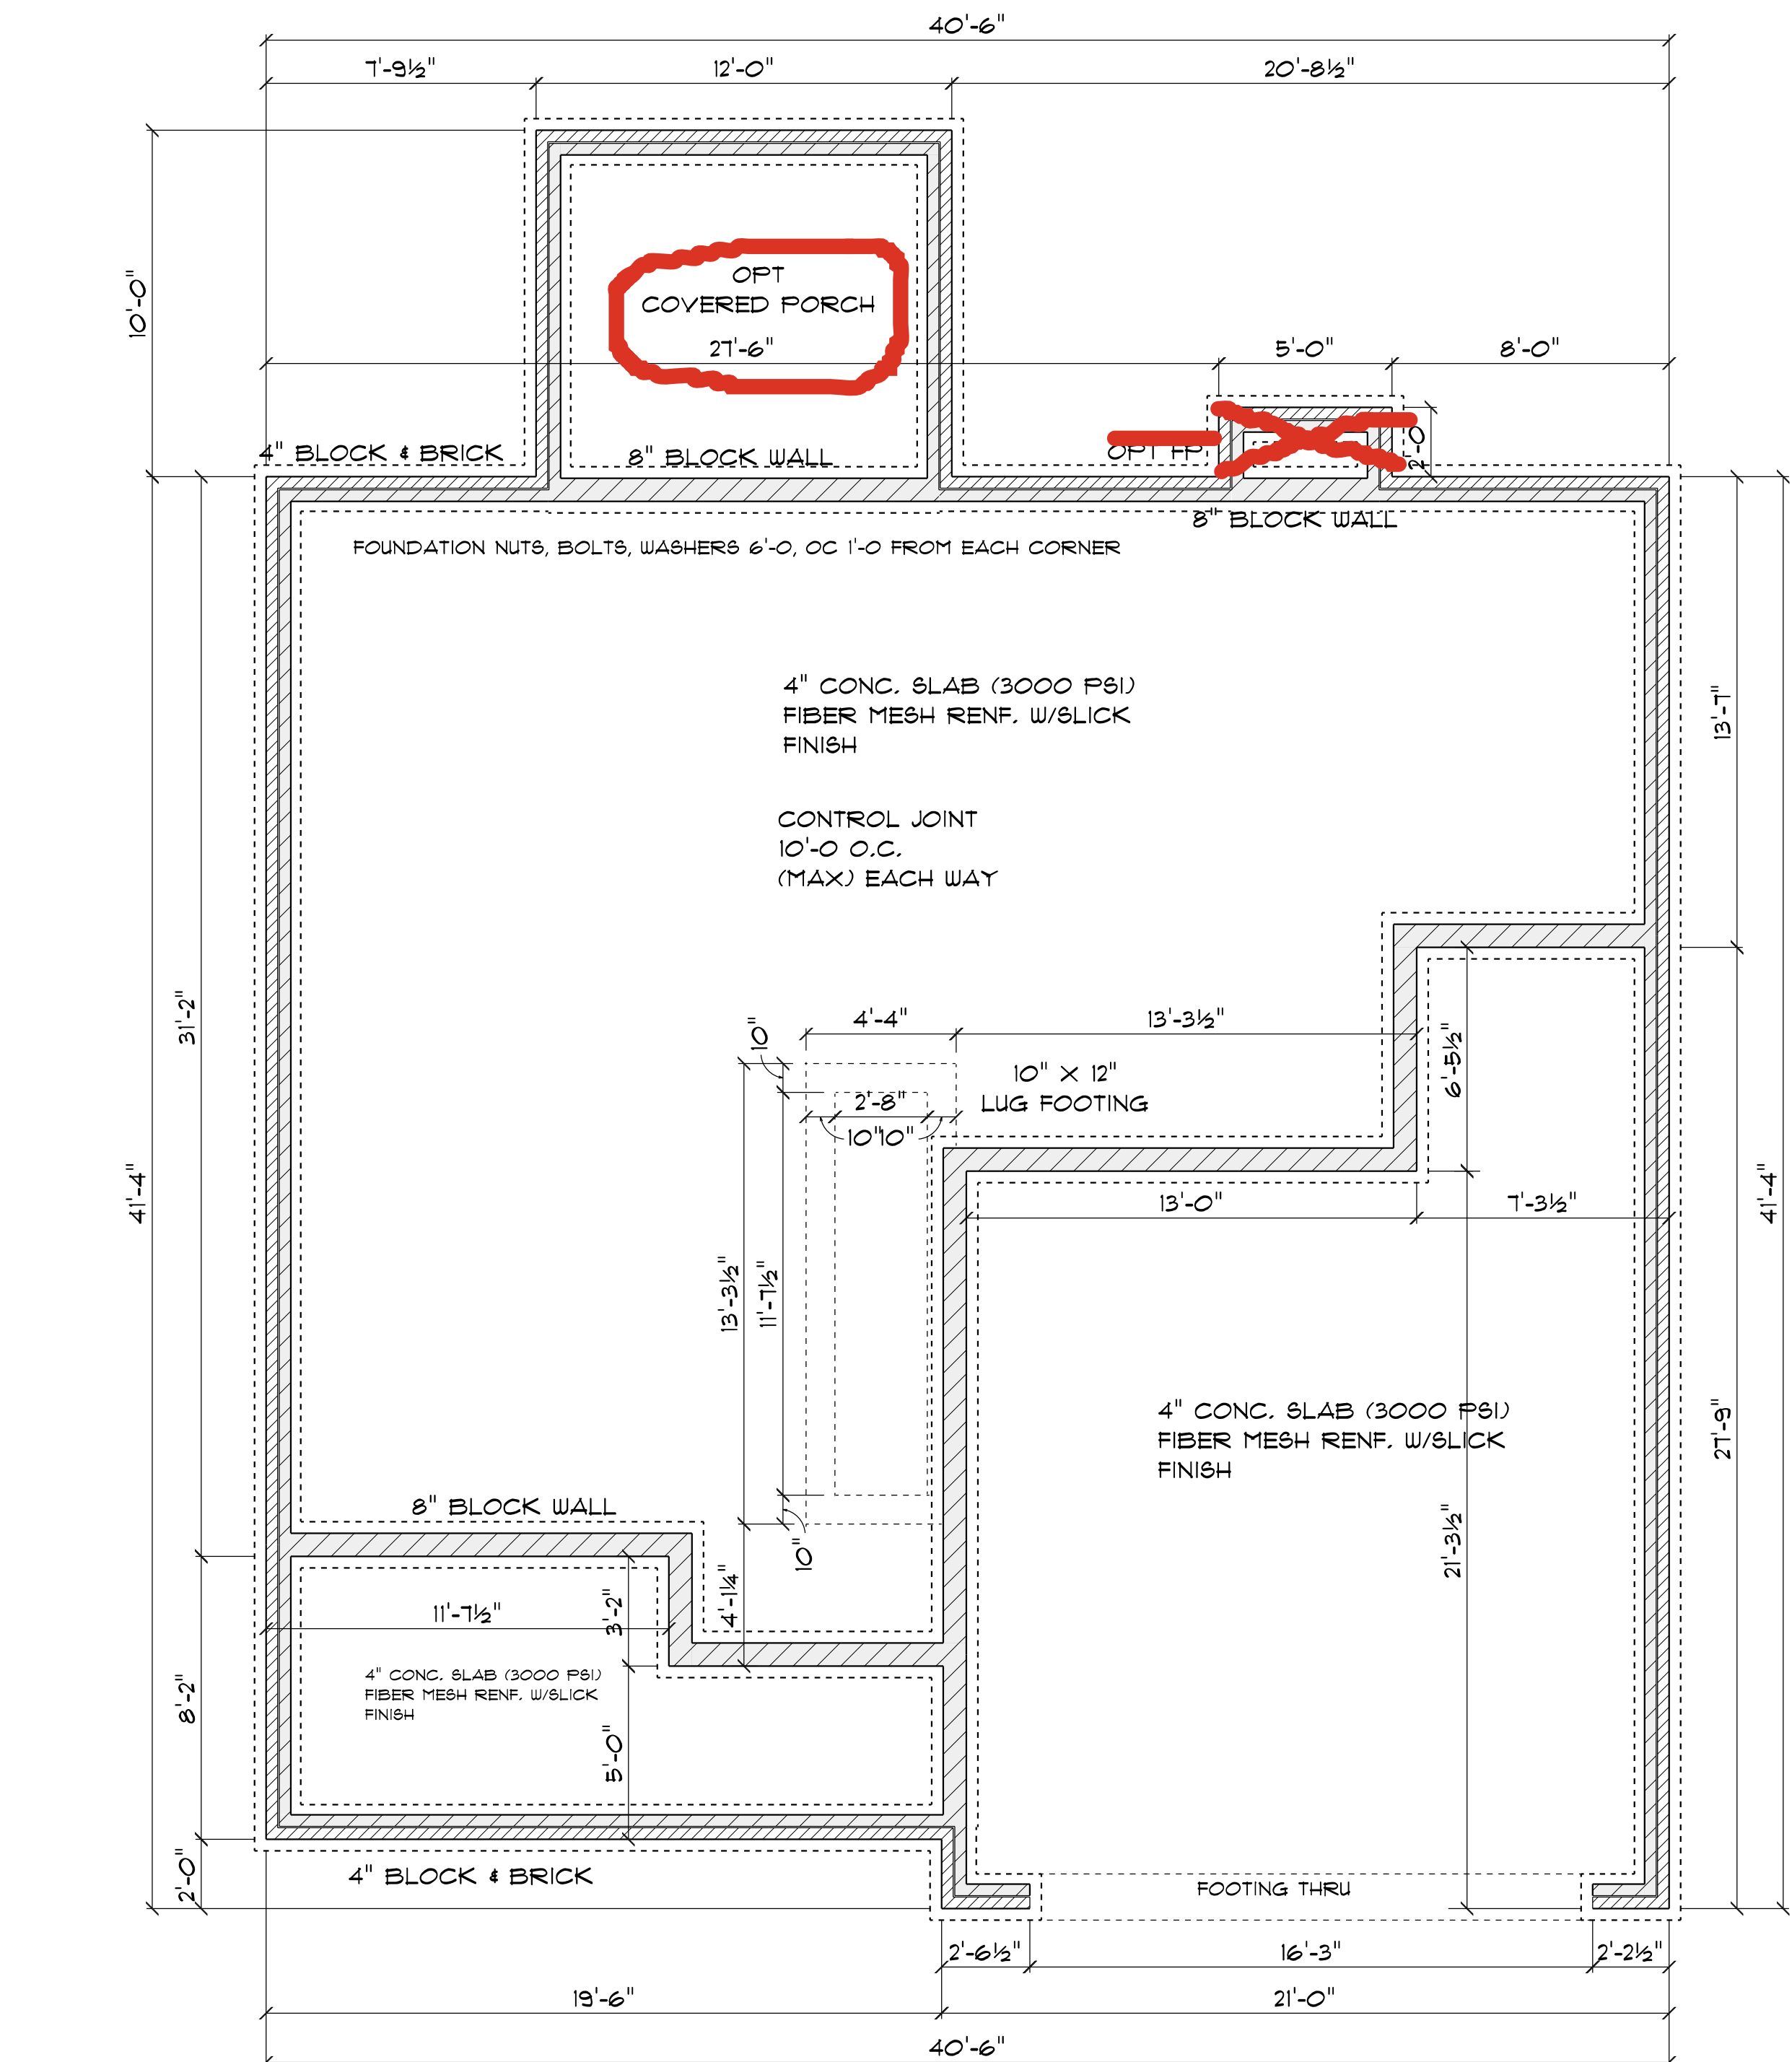 40'-6"
7'-9½"
12'-0"
20'-8½"
10'-0"
OPT
COVERED PORCH
27'-6"
5'-0"
8'-0"
4" BLOCK & BRICK
8" BLOCK WALL
OPT FP
2'-0
8" BLOCK WALL
FOUNDATION NUTS, BOLTS, WASHERS 6'-0, OC 1'-0 FROM EACH CORNER
4" CONC. SLAB (3000 PSI)
FIBER MESH RENF. W/SLICK
FINISH
13'-7"
CONTROL JOINT
10'-0 O.C.
(MAX) EACH WAY
31'-2"
4'-4"
13'-3½"
10"
6'-5½"
10" X 12"
LUG FOOTING
2'-8"
10"
10"
41'-4"
41'-4"
13'-0"
7'-3½"
13'-3½"
11'-7½"
4" CONC. SLAB (3000 PSI)
FIBER MESH RENF. W/SLICK
FINISH
27'-9"
8" BLOCK WALL
21'-3½"
10"
4'-1¼"
11'-7½"
3'-2"
4" CONC. SLAB (3000 PSI)
FIBER MESH RENF. W/SLICK
FINISH
8'-2"
5'-0"
2'-0"
4" BLOCK & BRICK
FOOTING THRU
2'-6½"
16'-3"
2'-2½"
19'-6"
21'-0"
40'-6"